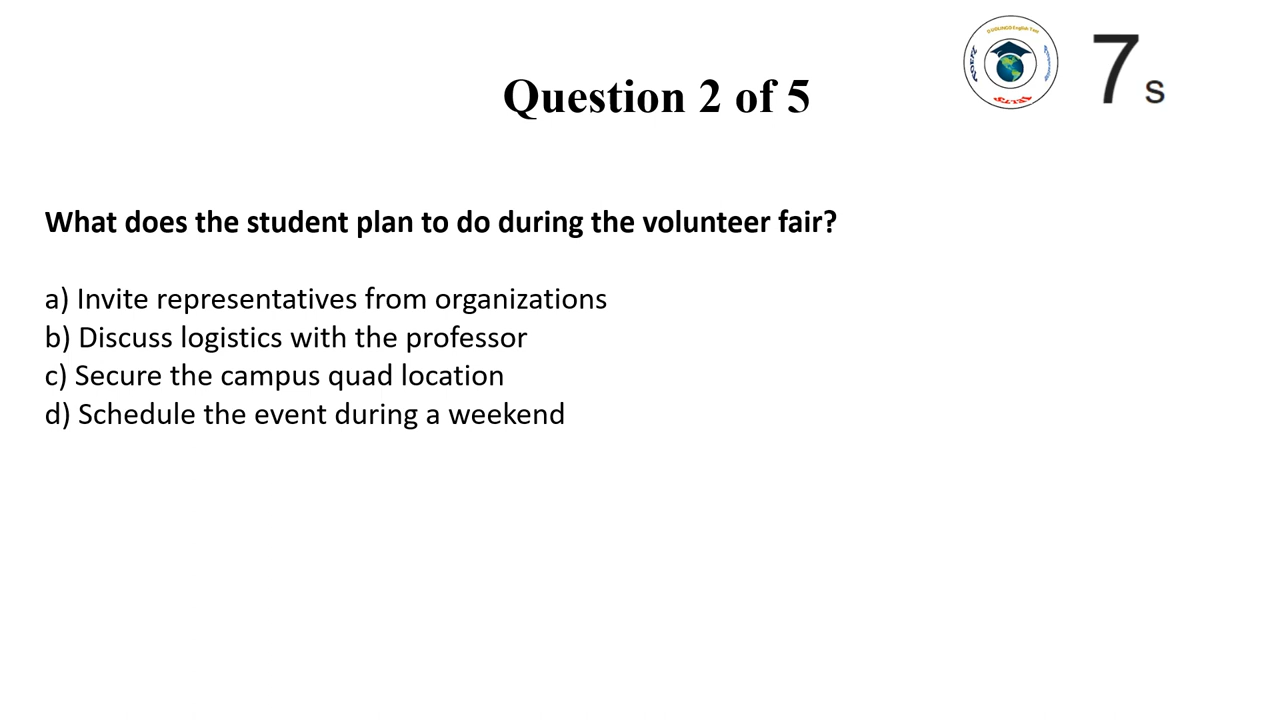 Question 2 of 5
7 s
What does the student plan to do during the volunteer fair?
a) Invite representatives from organizations
b) Discuss logistics with the professor
c) Secure the campus quad location
d) Schedule the event during a weekend